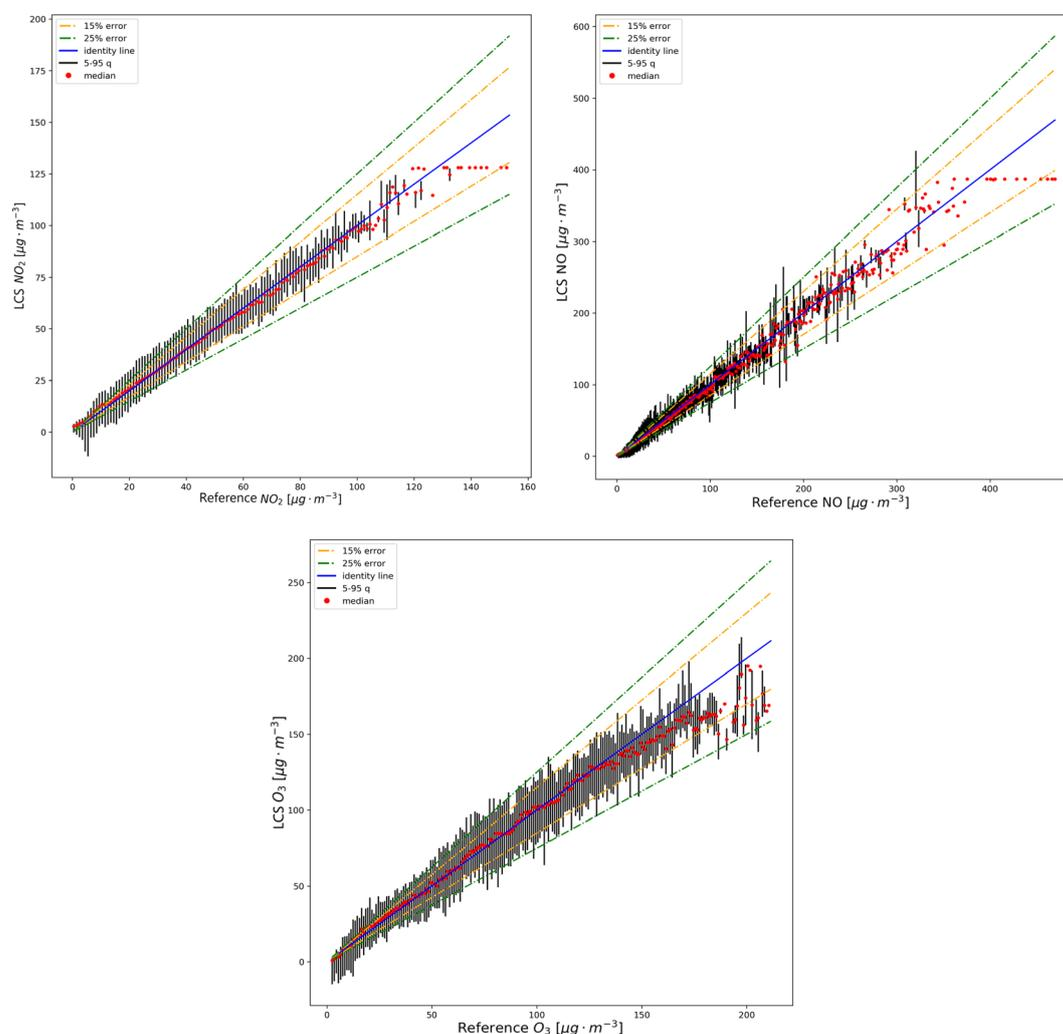 200
175
150
125
100
75
50
25
0
LCS NO₂ [μg · m⁻³]
15% error
25% error
identity line
5-95 q
median
0 20 40 60 80 100 120 140 160
Reference NO₂ [μg · m⁻³]
600
500
400
300
200
100
0
LCS NO [μg · m⁻³]
15% error
25% error
identity line
5-95 q
median
0 100 200 300 400
Reference NO [μg · m⁻³]
250
200
150
100
50
0
LCS O₃ [μg · m⁻³]
15% error
25% error
identity line
5-95 q
median
0 50 100 150 200
Reference O₃ [μg · m⁻³]